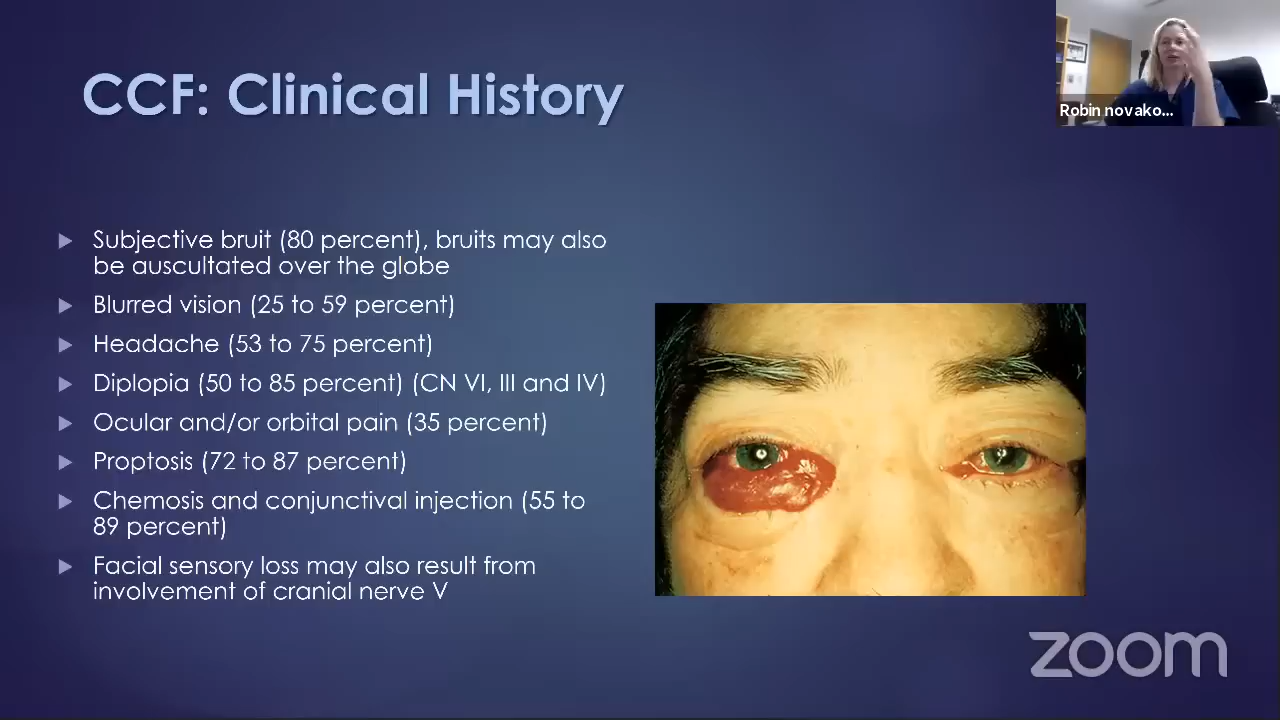 CCF: Clinical History
Robin novako...
Subjective bruit (80 percent), bruits may also
be auscultated over the globe
Blurred vision (25 to 59 percent)
Headache (53 to 75 percent)
Diplopia (50 to 85 percent) (CN VI, III and IV)
Ocular and/or orbital pain (35 percent)
Proptosis (72 to 87 percent)
Chemosis and conjunctival injection (55 to
89 percent)
Facial sensory loss may also result from
involvement of cranial nerve V
zoom